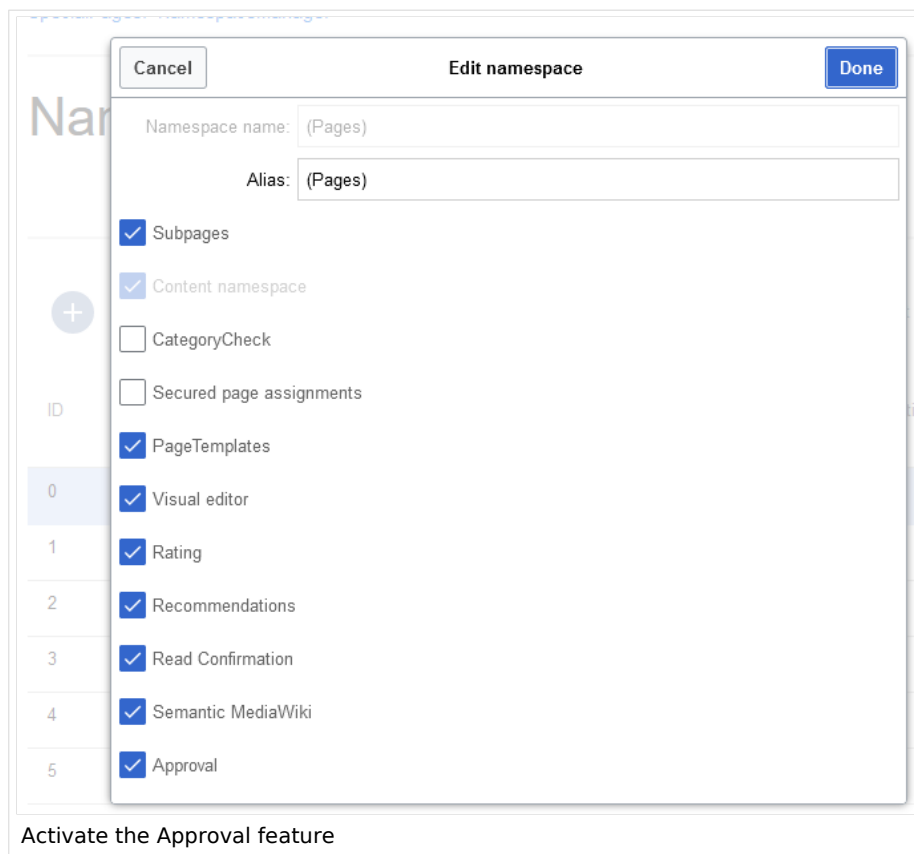 Cancel Edit namespace Done
Nar
Namespace name: (Pages)
Alias: (Pages)
Subpages
Content namespace
CategoryCheck
Secured page assignments
ID
PageTemplates
0
Visual editor
1
Rating
2
Recommendations
3
Read Confirmation
4
Semantic MediaWiki
5
Approval
Activate the Approval feature